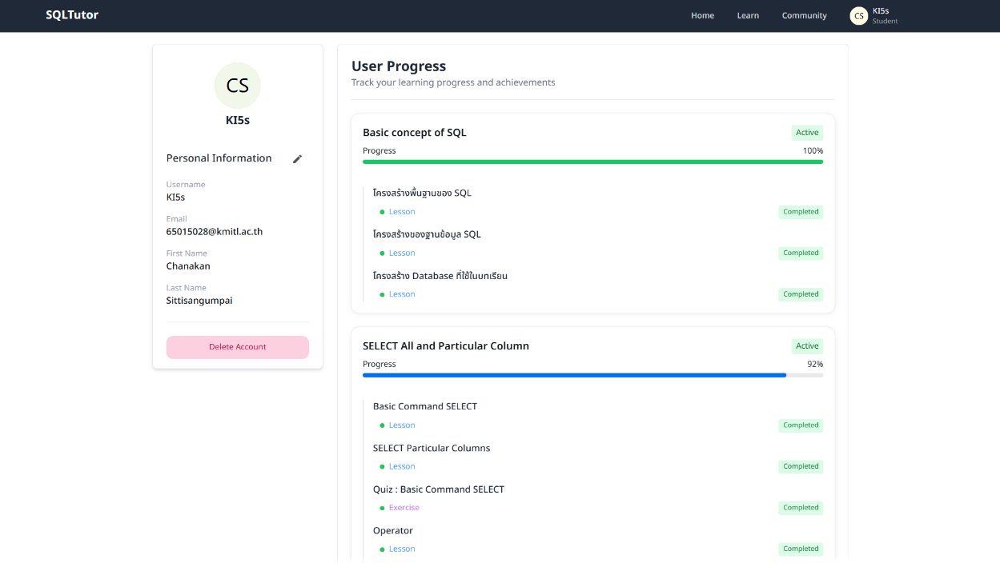 SQLTutor
Home
Learn
Community
CS
KI5s
Student
CS
KI5s
Personal Information
Username
KI5s
Email
65015028@kmitl.ac.th
First Name
Chanakan
Last Name
Sittisangumpai
Delete Account
User Progress
Track your learning progress and achievements
Basic concept of SQL
Active
Progress
100%
โครงสร้างพื้นฐานของ SQL
Lesson
Completed
โครงสร้างของฐานข้อมูล SQL
Lesson
Completed
โครงสร้าง Database ที่ใช้ในบทเรียน
Lesson
Completed
SELECT All and Particular Column
Active
Progress
92%
Basic Command SELECT
Lesson
Completed
SELECT Particular Columns
Lesson
Completed
Quiz : Basic Command SELECT
Exercise
Completed
Operator
Lesson
Completed